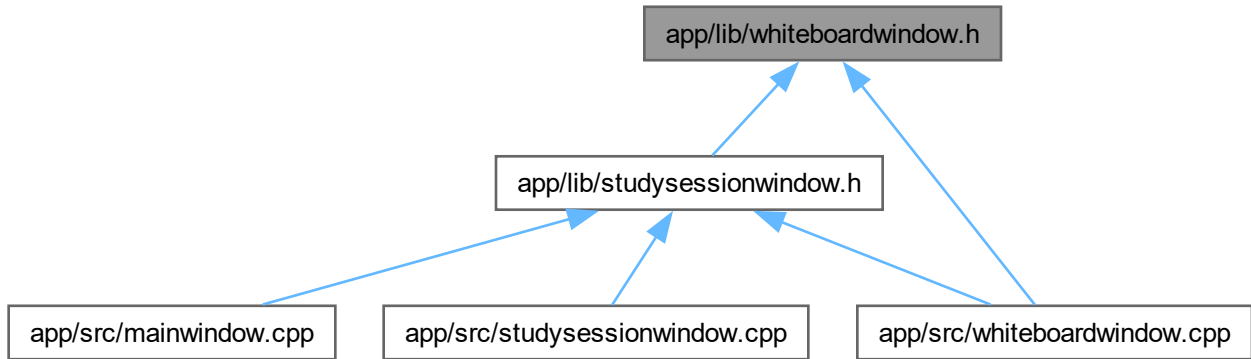 app/lib/whiteboardwindow.h
app/lib/studysessionwindow.h
app/src/mainwindow.cpp
app/src/studysessionwindow.cpp
app/src/whiteboardwindow.cpp